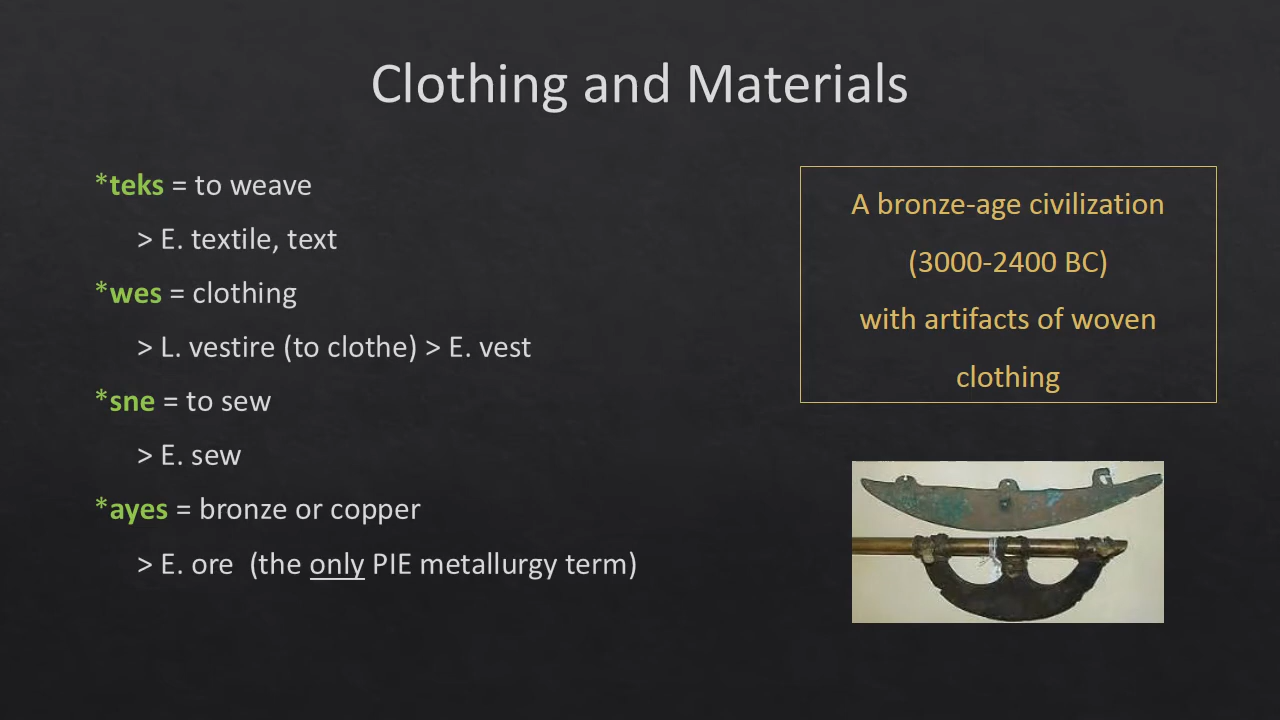 Clothing and Materials
*teks = to weave
> E. textile, text
*wes = clothing
> L. vestire (to clothe) > E. vest
*sne = to sew
> E. sew
*ayes = bronze or copper
> E. ore  (the only PIE metallurgy term)
A bronze-age civilization
(3000-2400 BC)
with artifacts of woven
clothing